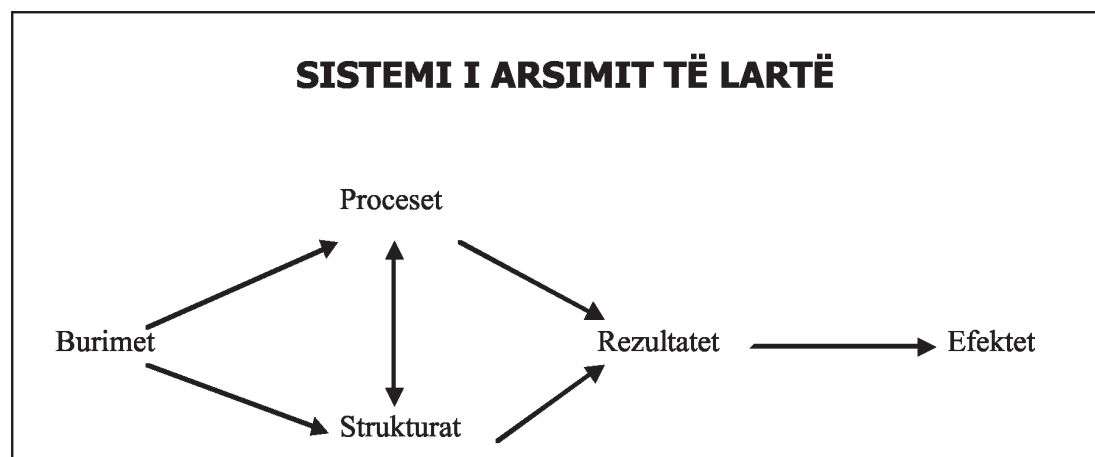 SISTEMI I ARSIMIT TË LARTË
Proceset
Burimet
Rezultatet
Efektet
Strukturat